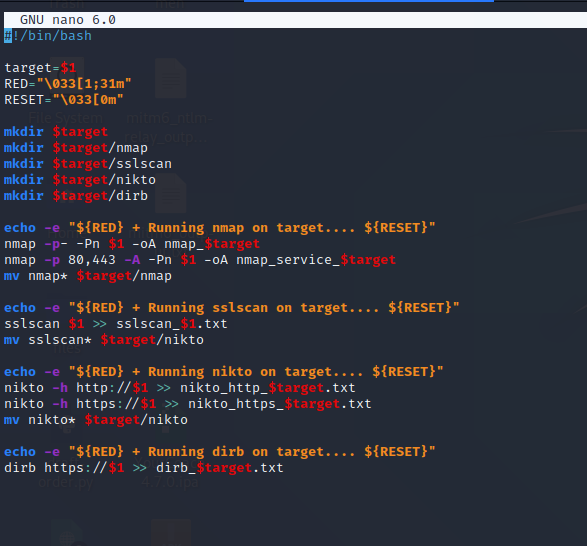 GNU nano 6.0
#!/bin/bash
target=$1
RED="\033[1;31m"
RESET="\033[0m"
mkdir $target
mkdir $target/nmap
mkdir $target/sslscan
mkdir $target/nikto
mkdir $target/dirb
echo -e "${RED} + Running nmap on target.... ${RESET}"
nmap -p- -Pn $1 -oA nmap_$target
nmap -p 80,443 -A -Pn $1 -oA nmap_service_$target
mv nmap* $target/nmap
echo -e "${RED} + Running sslscan on target.... ${RESET}"
sslscan $1 >> sslscan_$1.txt
mv sslscan* $target/nikto
echo -e "${RED} + Running nikto on target.... ${RESET}"
nikto -h http://$1 >> nikto_http_$target.txt
nikto -h https://$1 >> nikto_https_$target.txt
mv nikto* $target/nikto
echo -e "${RED} + Running dirb on target.... ${RESET}"
dirb https://$1 >> dirb_$target.txt